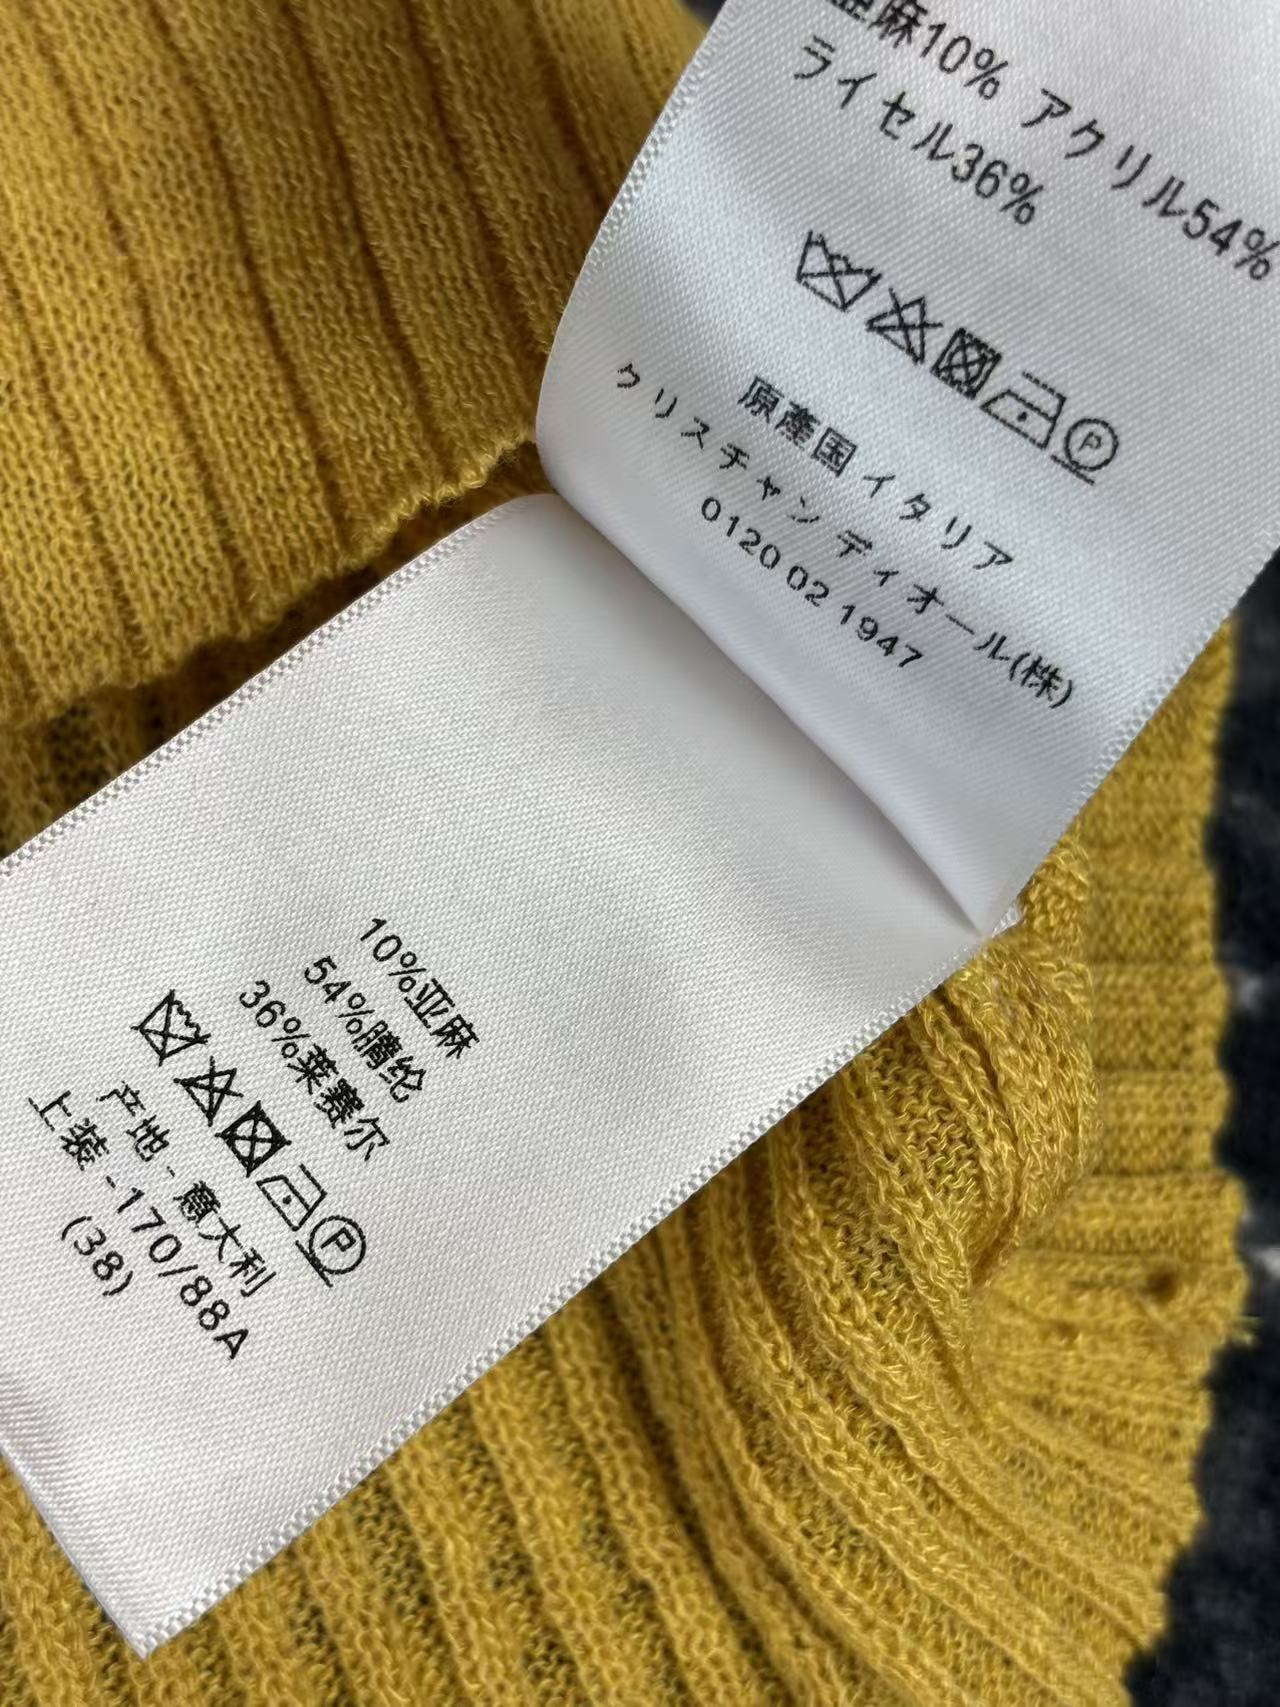 亜麻10% アクリル54%
ライセル36%
P
原產国 イタリア
クリスチャン ディオール(株)
0120 02 1947
10%亚麻
54%腈纶
36%莱赛尔
P
产地 - 意大利
上装 -170/88A
(38)